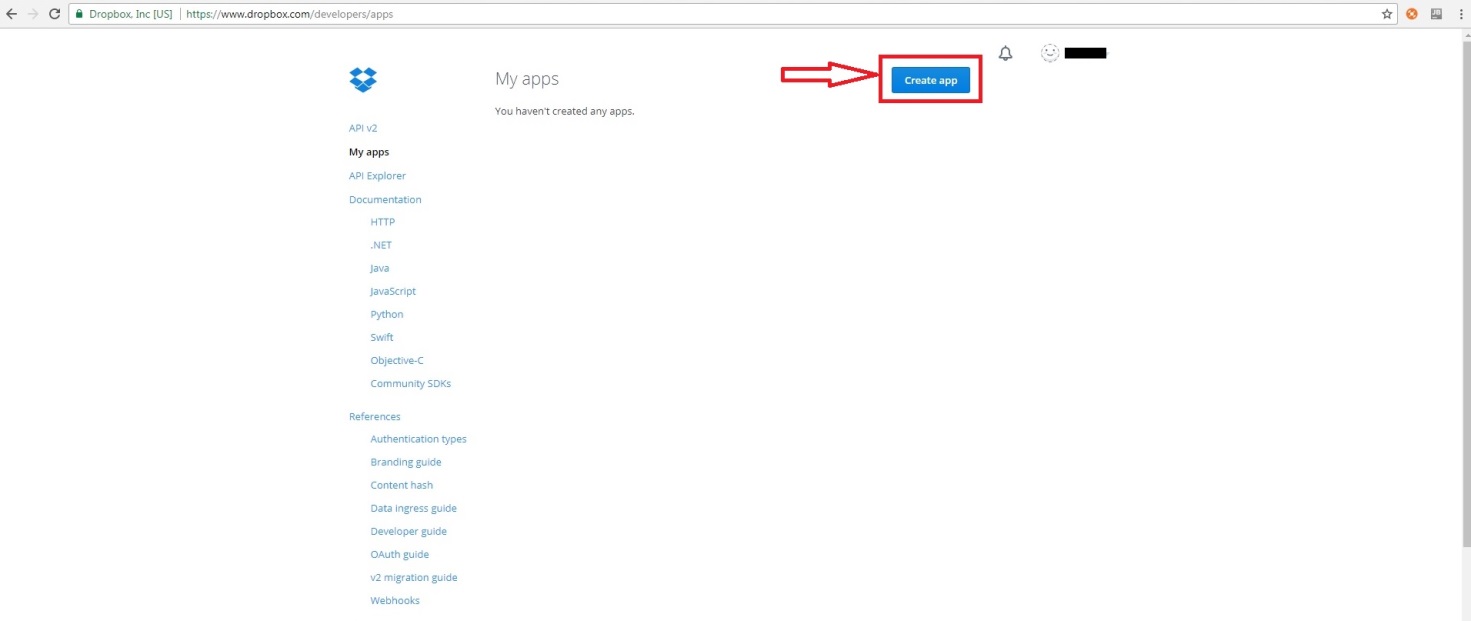 Dropbox, Inc [US] https://www.dropbox.com/developers/apps
My apps
Create app
You haven't created any apps.
API v2
My apps
API Explorer
Documentation
HTTP
.NET
Java
JavaScript
Python
Swift
Objective-C
Community SDKs
References
Authentication types
Branding guide
Content hash
Data ingress guide
Developer guide
OAuth guide
v2 migration guide
Webhooks